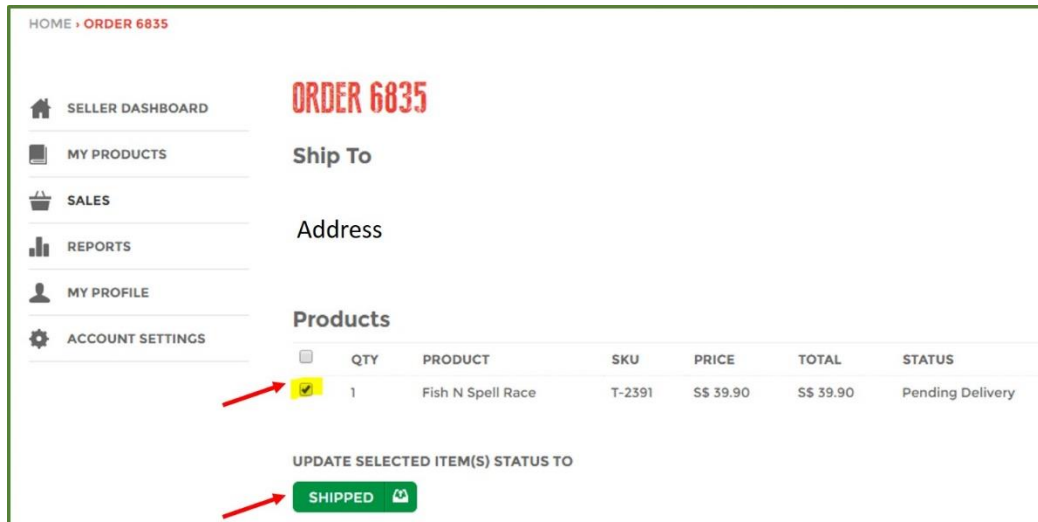 HOME › ORDER 6835
SELLER DASHBOARD
MY PRODUCTS
SALES
REPORTS
MY PROFILE
ACCOUNT SETTINGS
ORDER 6835
Ship To
Address
Products
QTY PRODUCT SKU PRICE TOTAL STATUS
1 Fish N Spell Race T-2391 S$ 39.90 S$ 39.90 Pending Delivery
UPDATE SELECTED ITEM(S) STATUS TO
SHIPPED